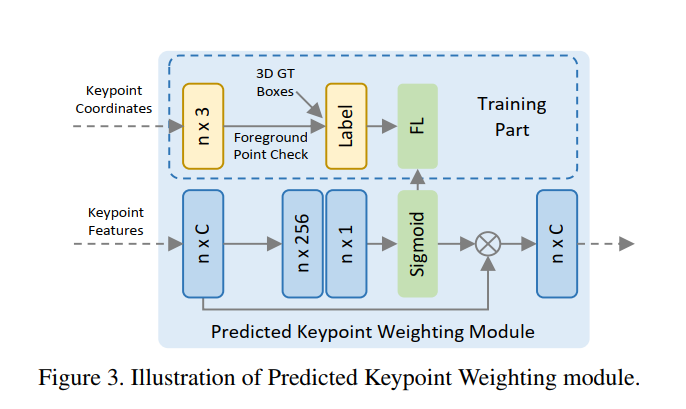 3D GT
Boxes
Keypoint
Coordinates
n x 3
Foreground
Point Check
Label
FL
Training
Part
Keypoint
Features
n x C
n x 256
n x 1
Sigmoid
n x C
Predicted Keypoint Weighting Module
Figure 3. Illustration of Predicted Keypoint Weighting module.